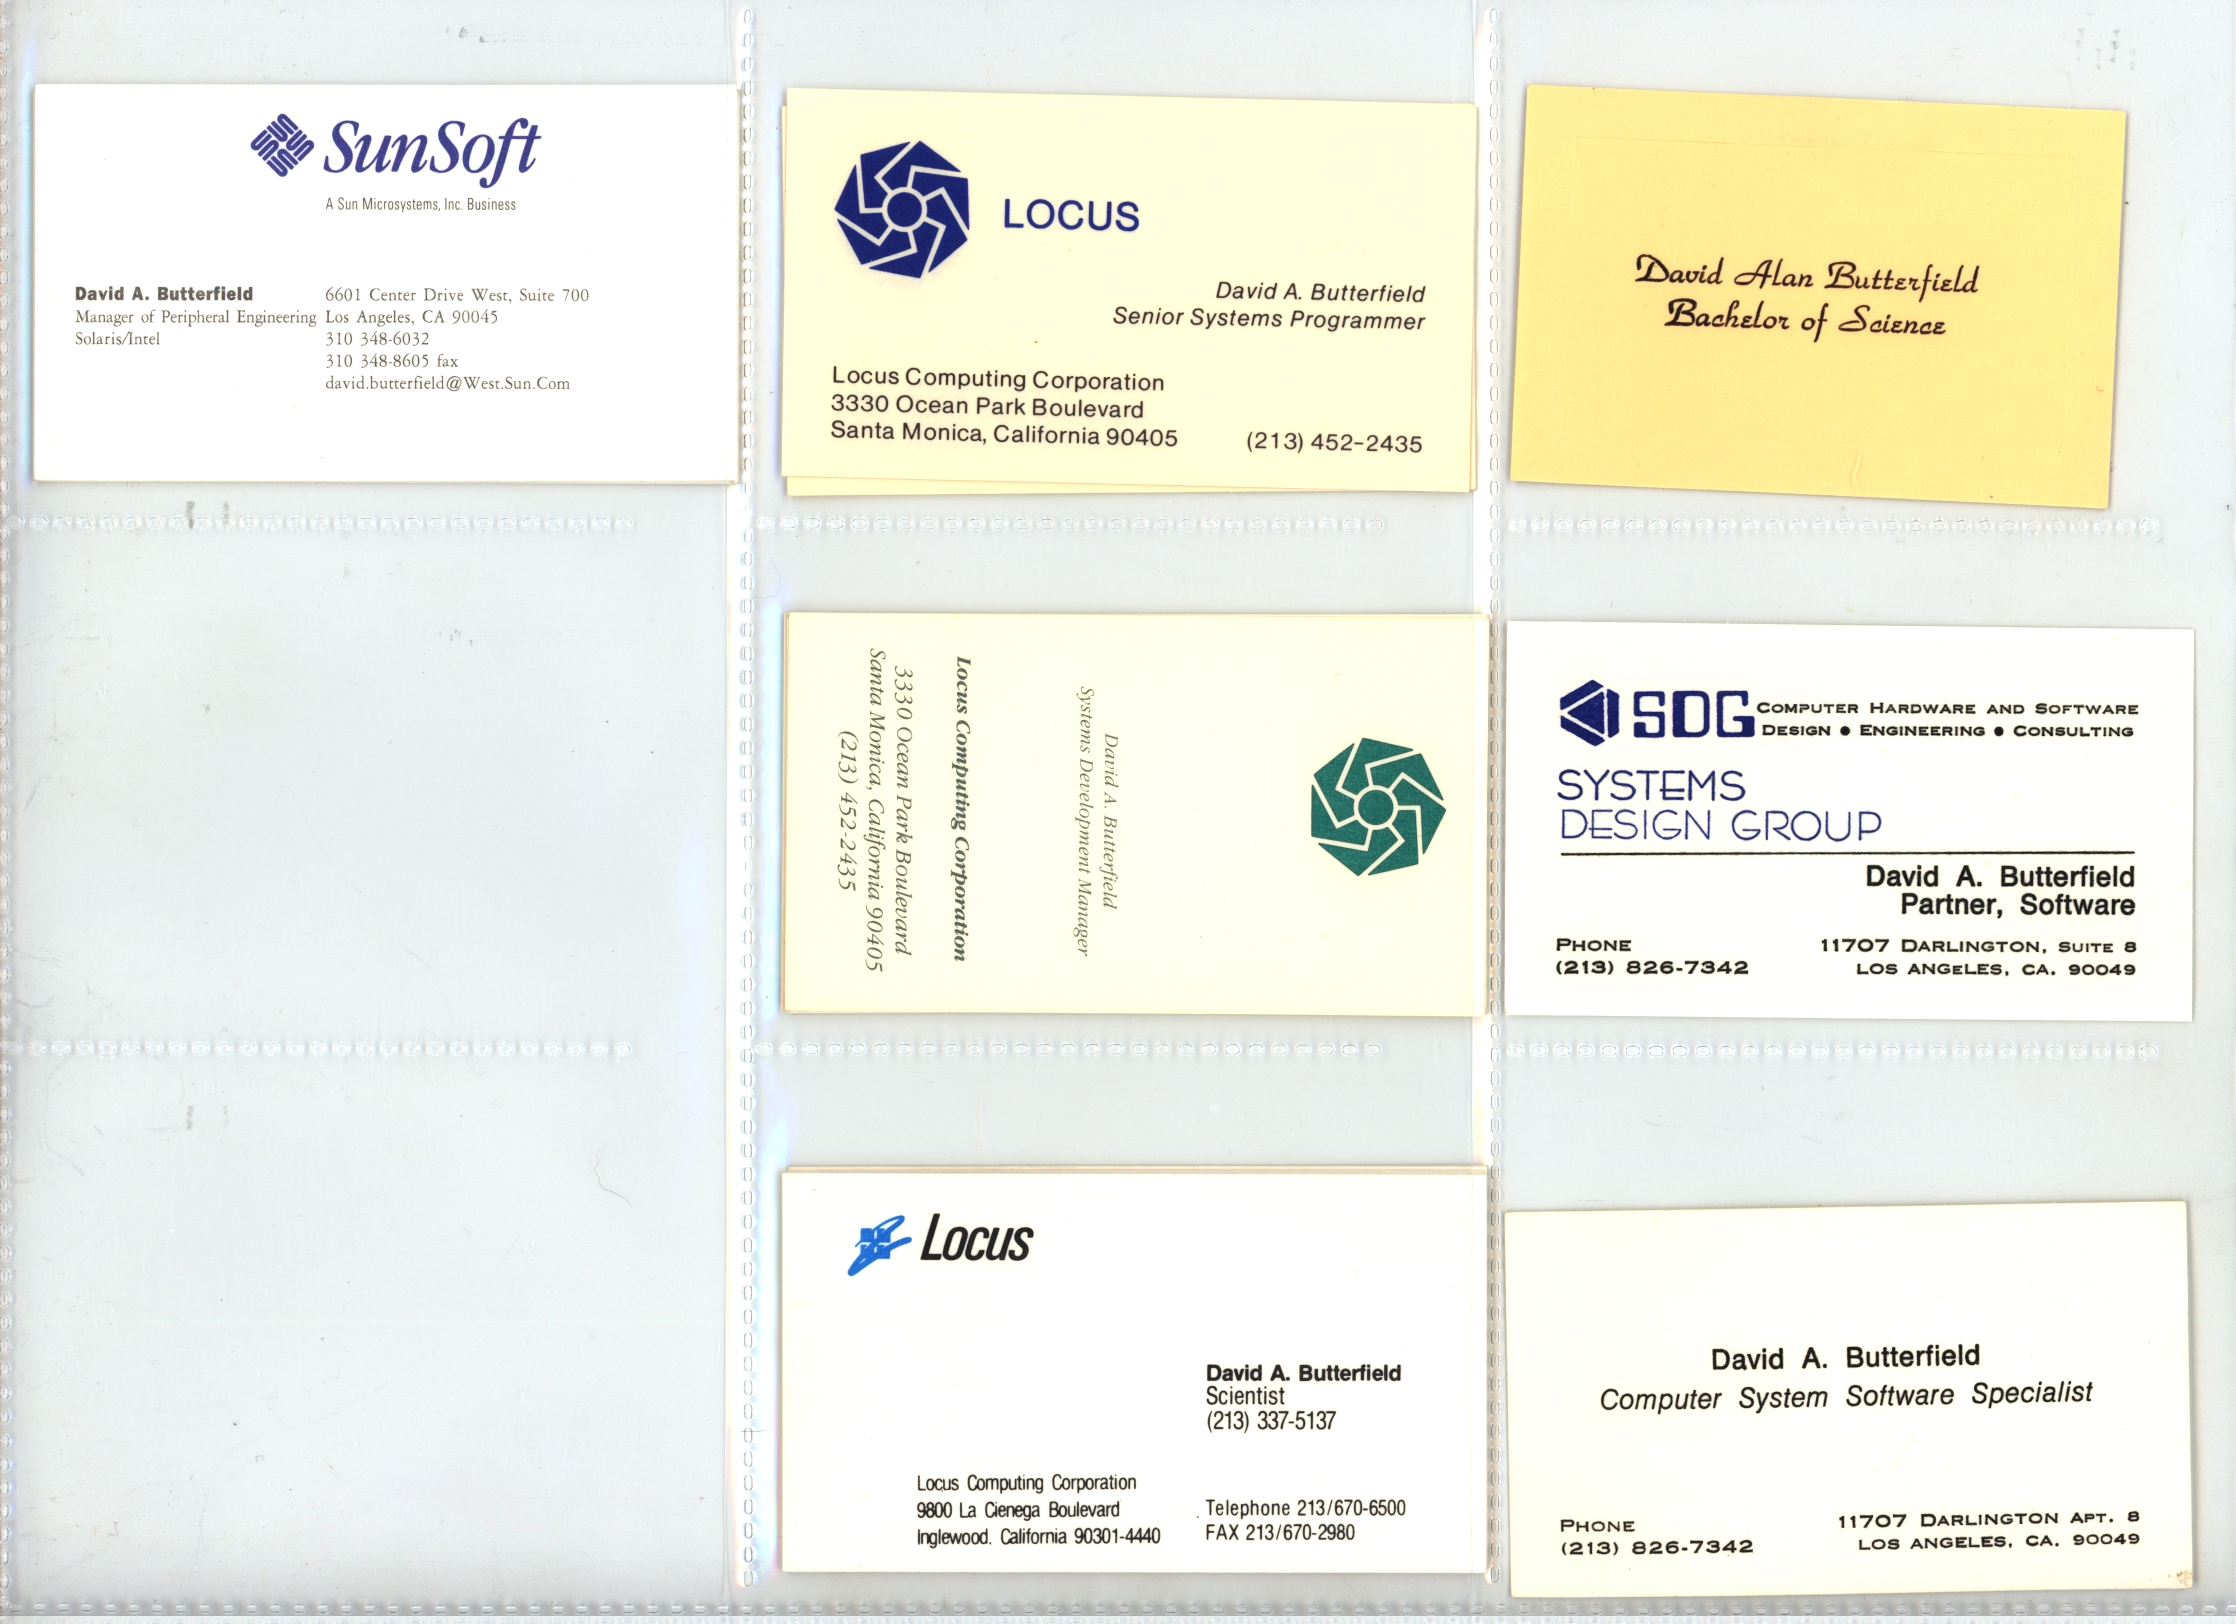 SunSoft
A Sun Microsystems, Inc. Business
David A. Butterfield
Manager of Peripheral Engineering
Solaris/Intel
6601 Center Drive West, Suite 700
Los Angeles, CA 90045
310 348-6032
310 348-8605 fax
david.butterfield@West.Sun.Com
LOCUS
David A. Butterfield
Senior Systems Programmer
Locus Computing Corporation
3330 Ocean Park Boulevard
Santa Monica, California 90405
(213) 452-2435
David Alan Butterfield
Bachelor of Science
David A. Butterfield
Systems Development Manager
Locus Computing Corporation
3330 Ocean Park Boulevard
Santa Monica, California 90405
(213) 452-2435
SDG
COMPUTER HARDWARE AND SOFTWARE
DESIGN ● ENGINEERING ● CONSULTING
SYSTEMS
DESIGN GROUP
David A. Butterfield
Partner, Software
PHONE
(213) 826-7342
11707 DARLINGTON, SUITE 8
LOS ANGELES, CA. 90049
Locus
David A. Butterfield
Scientist
(213) 337-5137
Locus Computing Corporation
9800 La Cienega Boulevard
Inglewood, California 90301-4440
Telephone 213/670-6500
FAX 213/670-2980
David A. Butterfield
Computer System Software Specialist
PHONE
(213) 826-7342
11707 DARLINGTON APT. 8
LOS ANGELES, CA. 90049